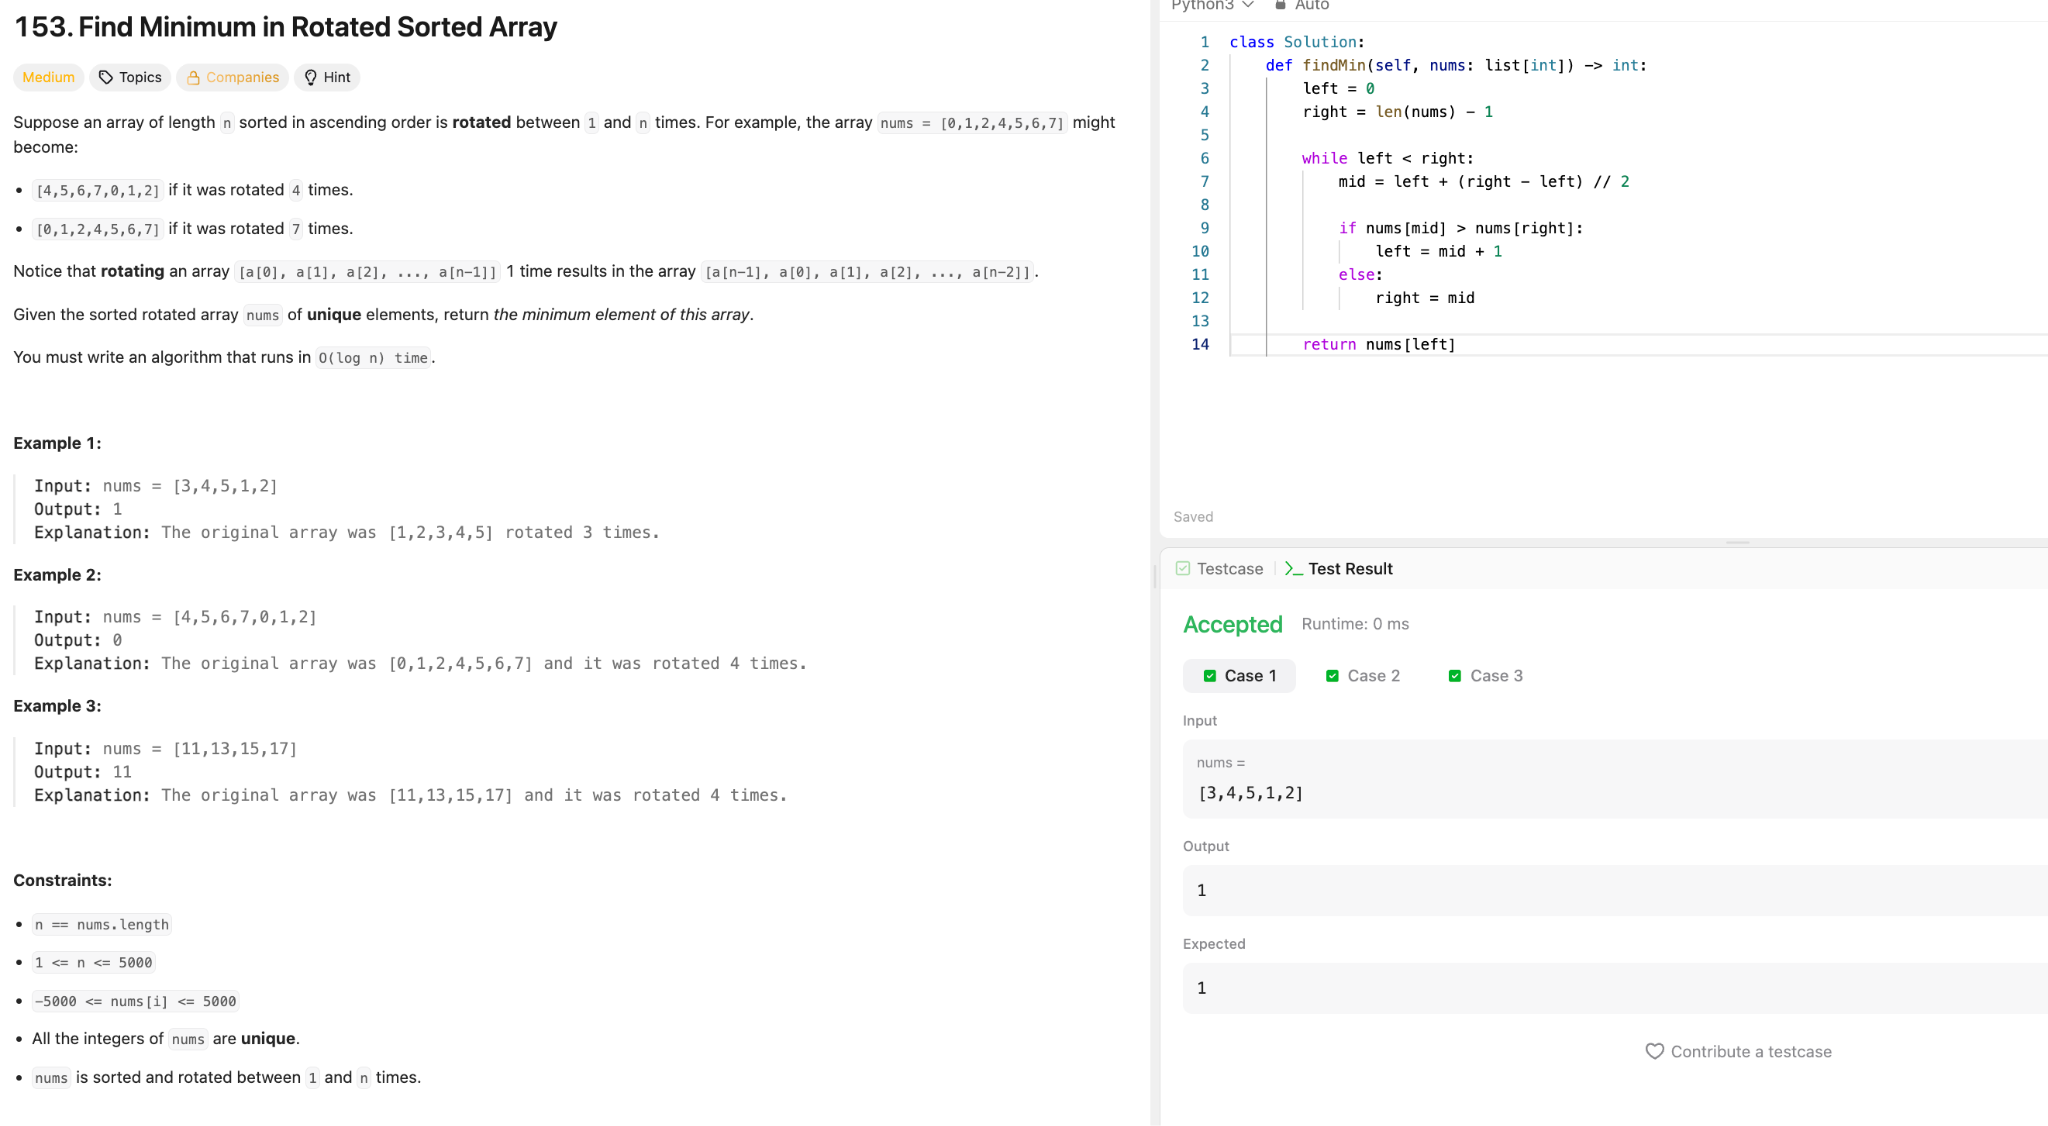 153. Find Minimum in Rotated Sorted Array
Medium Topics Companies Hint
Suppose an array of length n sorted in ascending order is rotated between 1 and n times. For example, the array nums = [0,1,2,4,5,6,7] might
become:
• [4,5,6,7,0,1,2] if it was rotated 4 times.
• [0,1,2,4,5,6,7] if it was rotated 7 times.
Notice that rotating an array [a[0], a[1], a[2], ..., a[n-1]] 1 time results in the array [a[n-1], a[0], a[1], a[2], ..., a[n-2]].
Given the sorted rotated array nums of unique elements, return the minimum element of this array.
You must write an algorithm that runs in O(log n) time.
Example 1:
Input: nums = [3,4,5,1,2]
Output: 1
Explanation: The original array was [1,2,3,4,5] rotated 3 times.
Example 2:
Input: nums = [4,5,6,7,0,1,2]
Output: 0
Explanation: The original array was [0,1,2,4,5,6,7] and it was rotated 4 times.
Example 3:
Input: nums = [11,13,15,17]
Output: 11
Explanation: The original array was [11,13,15,17] and it was rotated 4 times.
Constraints:
• n == nums.length
• 1 <= n <= 5000
• -5000 <= nums[i] <= 5000
• All the integers of nums are unique.
• nums is sorted and rotated between 1 and n times.
Python3 Auto
1 class Solution:
2 def findMin(self, nums: list[int]) -> int:
3 left = 0
4 right = len(nums) - 1
5
6 while left < right:
7 mid = left + (right - left) // 2
8
9 if nums[mid] > nums[right]:
10 left = mid + 1
11 else:
12 right = mid
13
14 return nums[left]
Saved
Testcase >_ Test Result
Accepted Runtime: 0 ms
Case 1 Case 2 Case 3
Input
nums =
[3,4,5,1,2]
Output
1
Expected
1
Contribute a testcase